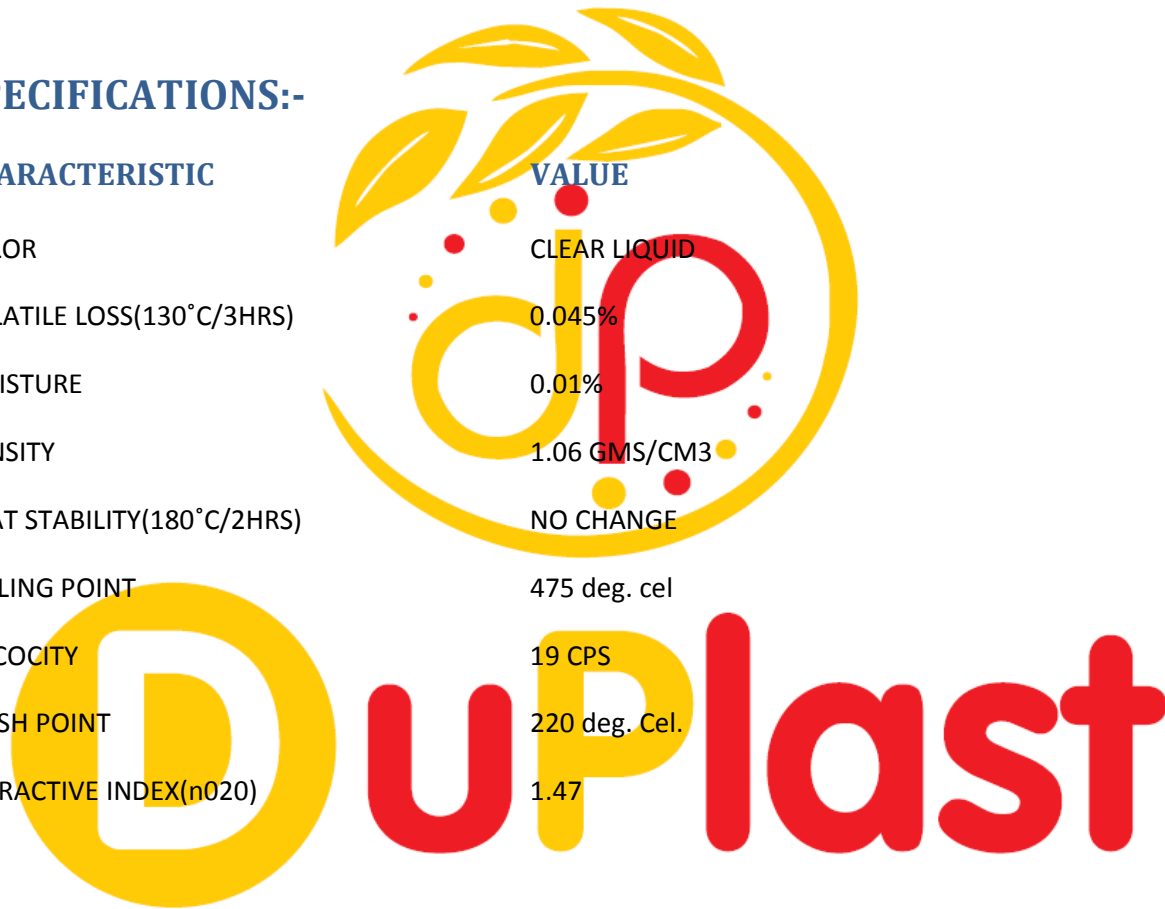 PECIFICATIONS:-
ARACTERISTIC VALUE
LOR CLEAR LIQUID
LATILE LOSS(130˚C/3HRS) 0.045%
ISTURE 0.01%
NSITY 1.06 GMS/CM3
AT STABILITY(180˚C/2HRS) NO CHANGE
LING POINT 475 deg. cel
COCITY 19 CPS
SH POINT 220 deg. Cel.
RACTIVE INDEX(n020) 1.47
dp
DuPlast